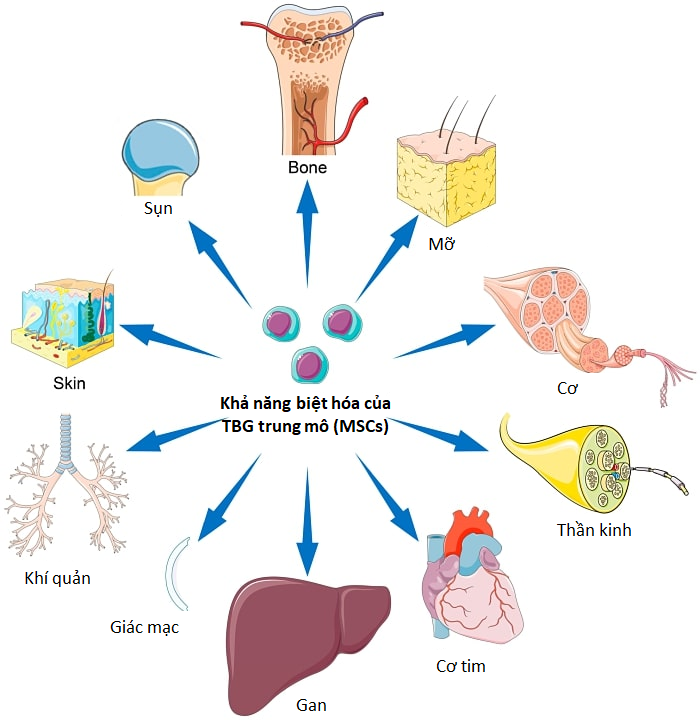 Bone
Sụn
Mỡ
Skin
Cơ
Khả năng biệt hóa của
TBG trung mô (MSCs)
Thần kinh
Khí quản
Giác mạc
Cơ tim
Gan